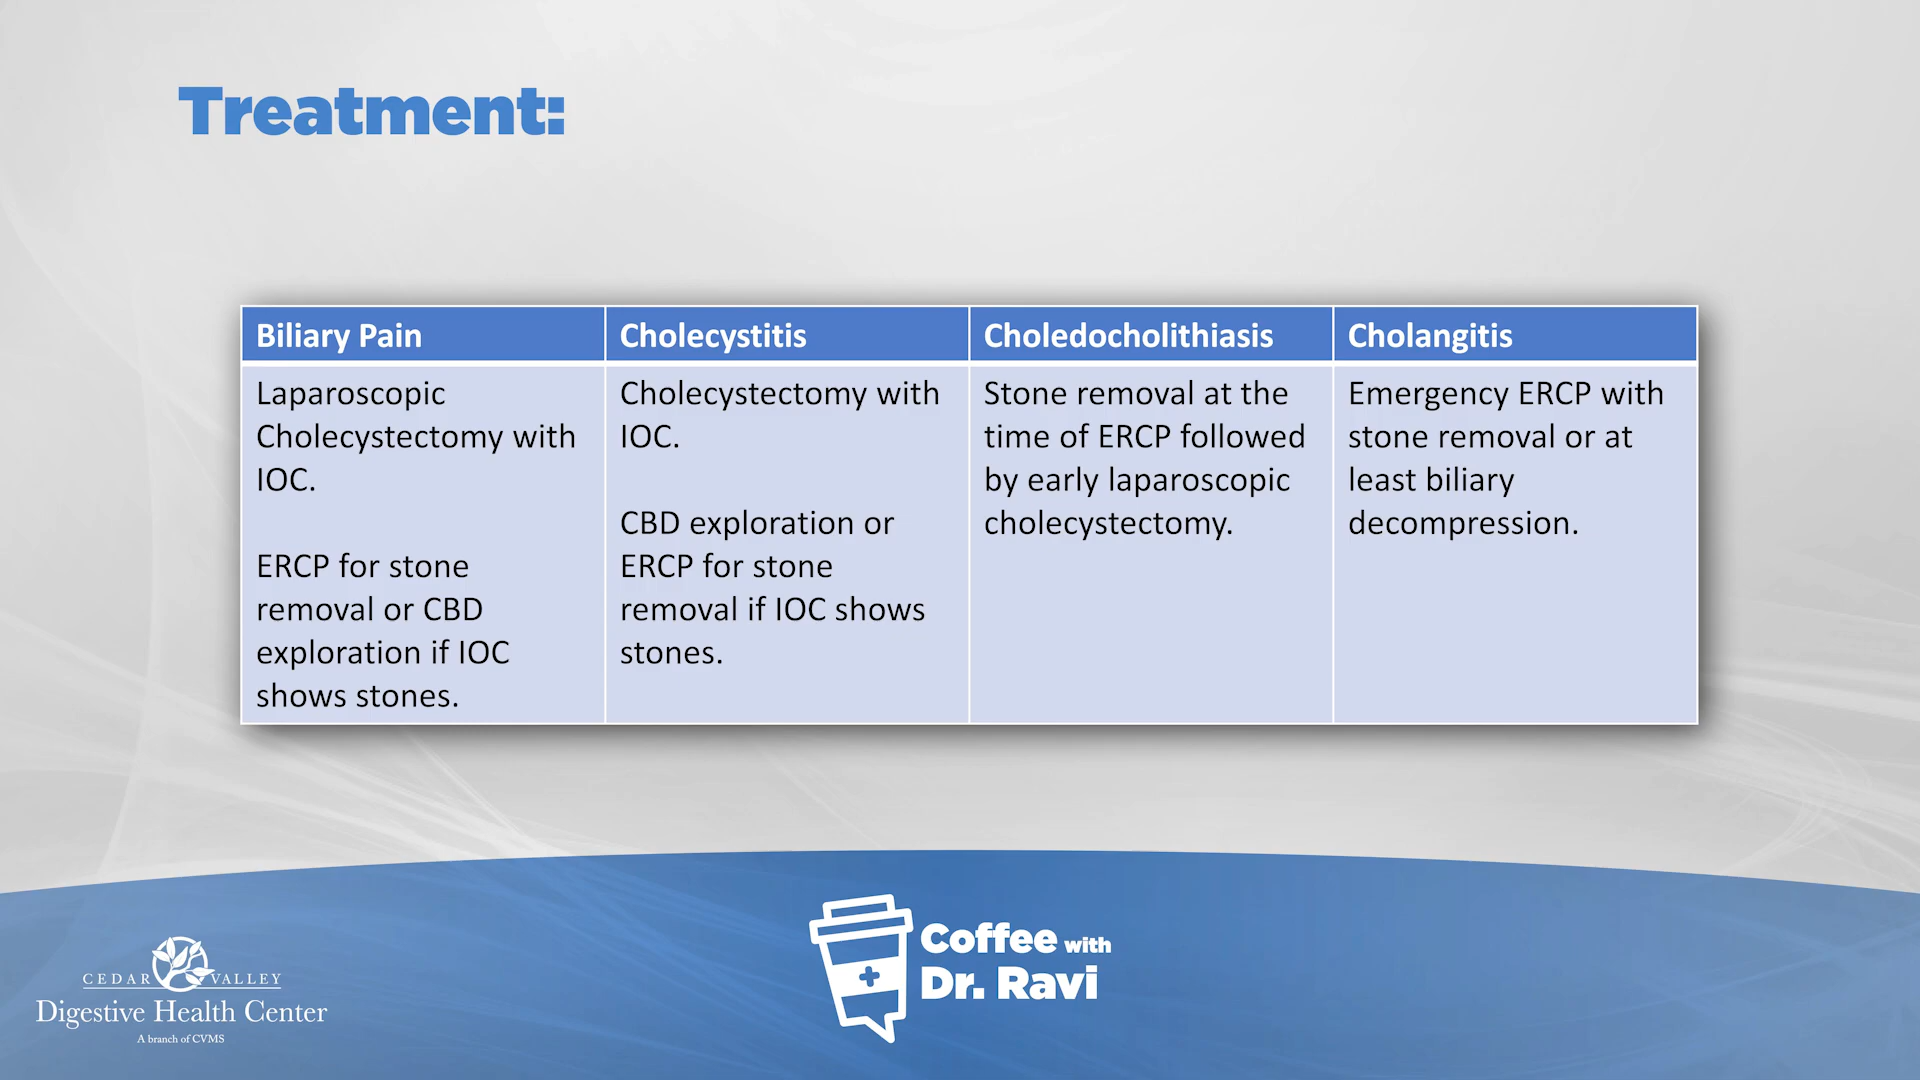 Treatment:
Biliary Pain
Laparoscopic
Cholecystectomy with
IOC.
ERCP for stone
removal or CBD
exploration if IOC
shows stones.
Cholecystitis
Cholecystectomy with
IOC.
CBD exploration or
ERCP for stone
removal if IOC shows
stones.
Choledocholithiasis
Stone removal at the
time of ERCP followed
by early laparoscopic
cholecystectomy.
Cholangitis
Emergency ERCP with
stone removal or at
least biliary
decompression.
CEDAR VALLEY
Digestive Health Center
A branch of CVMS
Coffee with
Dr. Ravi